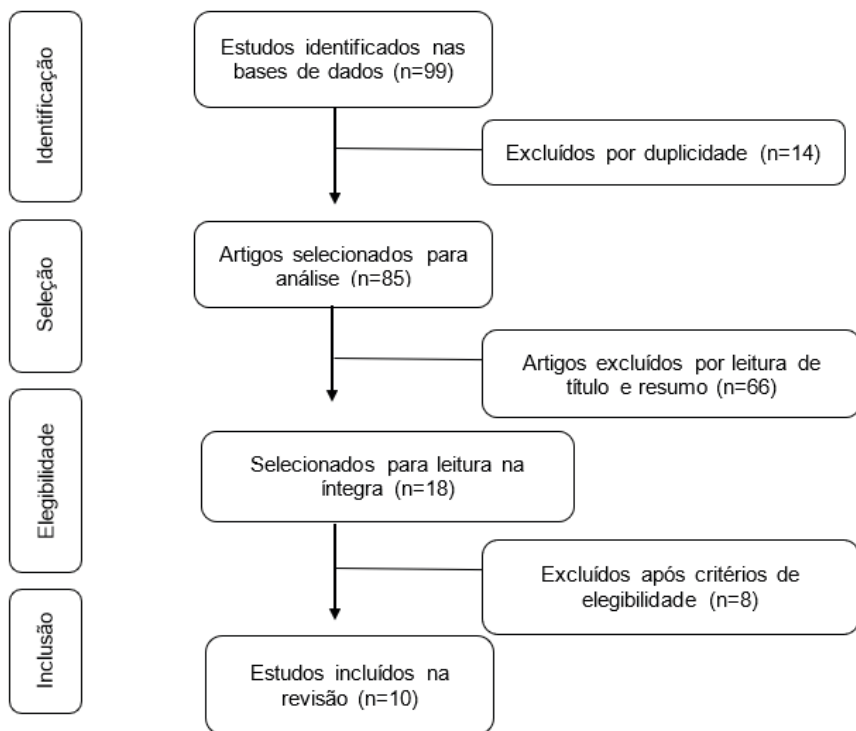 Identificação
Estudos identificados nas
bases de dados (n=99)
Excluídos por duplicidade (n=14)
Seleção
Artigos selecionados para
análise (n=85)
Artigos excluídos por leitura de
título e resumo (n=66)
Elegibilidade
Selecionados para leitura na
íntegra (n=18)
Excluídos após critérios de
elegibilidade (n=8)
Inclusão
Estudos incluídos na
revisão (n=10)